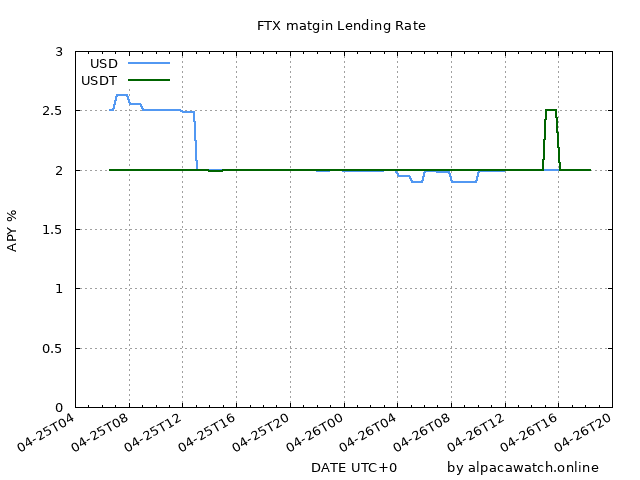 FTX matgin Lending Rate
USD
USDT
3
2.5
2
1.5
1
0.5
0
APY %
04-25T04
04-25T08
04-25T12
04-25T16
04-25T20
04-26T00
04-26T04
04-26T08
04-26T12
04-26T16
04-26T20
DATE UTC+0
by alpacawatch.online